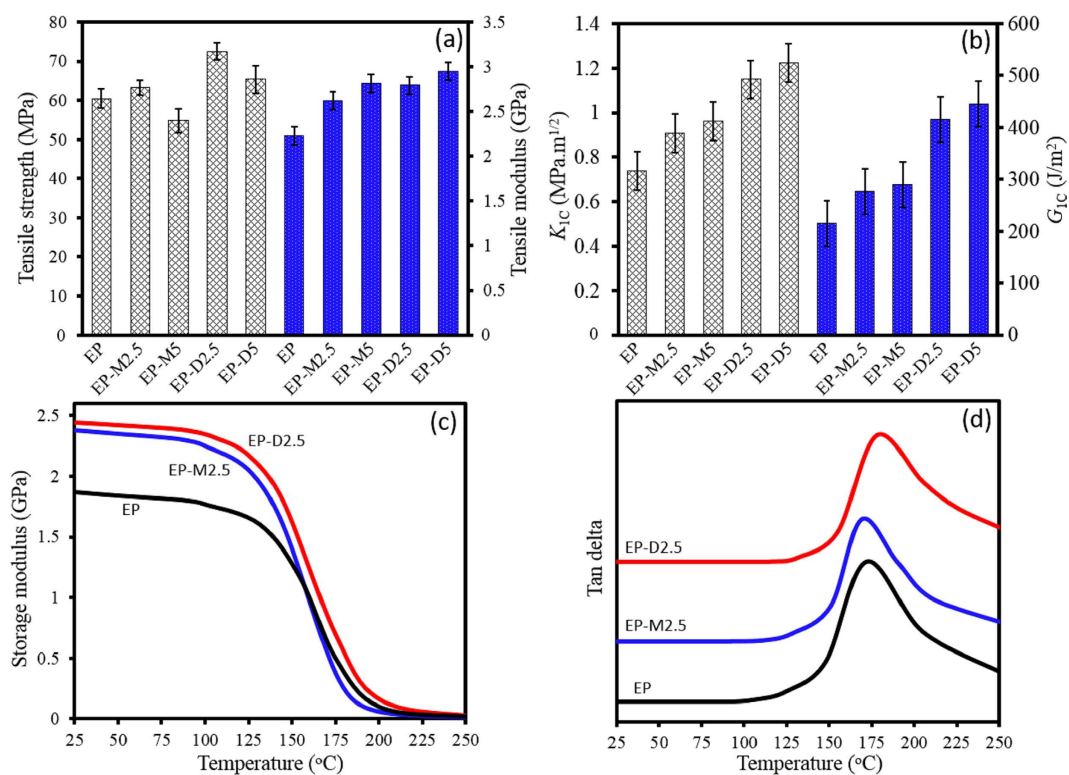 (a)
Tensile strength (MPa)
80
70
60
50
40
30
20
10
0
3.5
3
2.5
2
1.5
1
0.5
0
Tensile modulus (GPa)
EP
EP-M2.5
EP-M5
EP-D2.5
EP-D5
EP
EP-M2.5
EP-M5
EP-D2.5
EP-D5
(b)
K1C (MPa.m1/2)
1.4
1.2
1
0.8
0.6
0.4
0.2
0
600
500
400
300
200
100
0
G1C (J/m2)
EP
EP-M2.5
EP-M5
EP-D2.5
EP-D5
EP
EP-M2.5
EP-M5
EP-D2.5
EP-D5
(c)
Storage modulus (GPa)
2.5
2
1.5
1
0.5
0
EP-D2.5
EP-M2.5
EP
25 50 75 100 125 150 175 200 225 250
Temperature (oC)
(d)
Tan delta
EP-D2.5
EP-M2.5
EP
25 50 75 100 125 150 175 200 225 250
Temperature (oC)